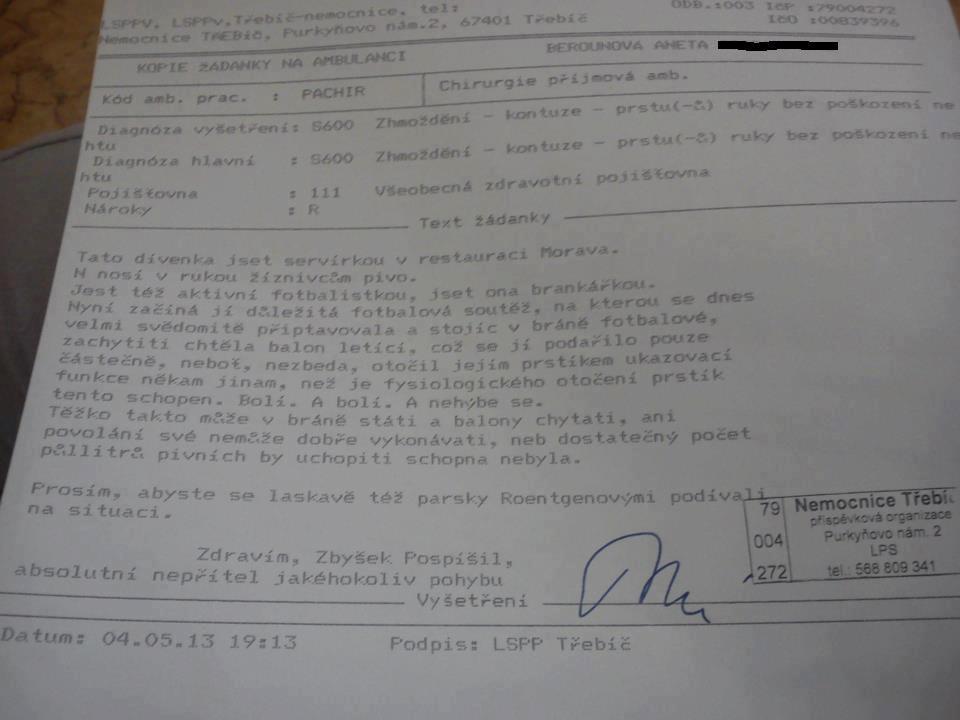 LSPPV, LSPPv,Třebíč-nemocnice, tel:
ODB.:003 IČP :79004272
Nemocnice TŘEBíč, Purkyňovo nám.2, 67401 Třebíč
IčO :00839396
KOPIE ŽÁDANKY NA AMBULANCI
BEROUNOVÁ ANETA
Kód amb. prac. : PACHIR
Chirurgie příjmová amb.
Diagnóza vyšetření: S600 Zhmoždění - kontuze - prstu(-ů) ruky bez poškození ne
htu
Diagnóza hlavní : S600 Zhmoždění - kontuze - prstu(-ů) ruky bez poškození ne
htu
Pojišťovna : 111 Všeobecná zdravotní pojišťovna
Nároky : R
Text žádanky
Tato dívenka jset servírkou v restauraci Morava.
N nosí v rukou žíznivcům pivo.
Jest též aktivní fotbalistkou, jset ona brankářkou.
Nyní začíná jí důležitá fotbalová soutěž, na kterou se dnes
velmi svědomitě připtavovala a stojíc v bráně fotbalové,
zachytiti chtěla balon letící, což se jí podařilo pouze
částečně, neboť, nezbeda, otočil jejím prstíkem ukazovací
funkce někam jinam, než je fysiologického otočení prstík
tento schopen. Bolí. A bolí. A nehýbe se.
Těžko takto může v bráně státi a balony chytati, ani
povolání své nemůže dobře vykonávati, neb dostatečný počet
půllitrů pivních by uchopiti schopna nebyla.
Prosím, abyste se laskavě též parsky Roentgenovými podívali
na situaci.
Zdravím, Zbyšek Pospíšil,
absolutní nepřítel jakéhokoliv pohybu
79 Nemocnice Třebíč
příspěvková organizace
004 Purkyňovo nám. 2
LPS
272 tel.: 568 809 341
Vyšetření
Datum: 04.05.13 19:13 Podpis: LSPP Třebíč